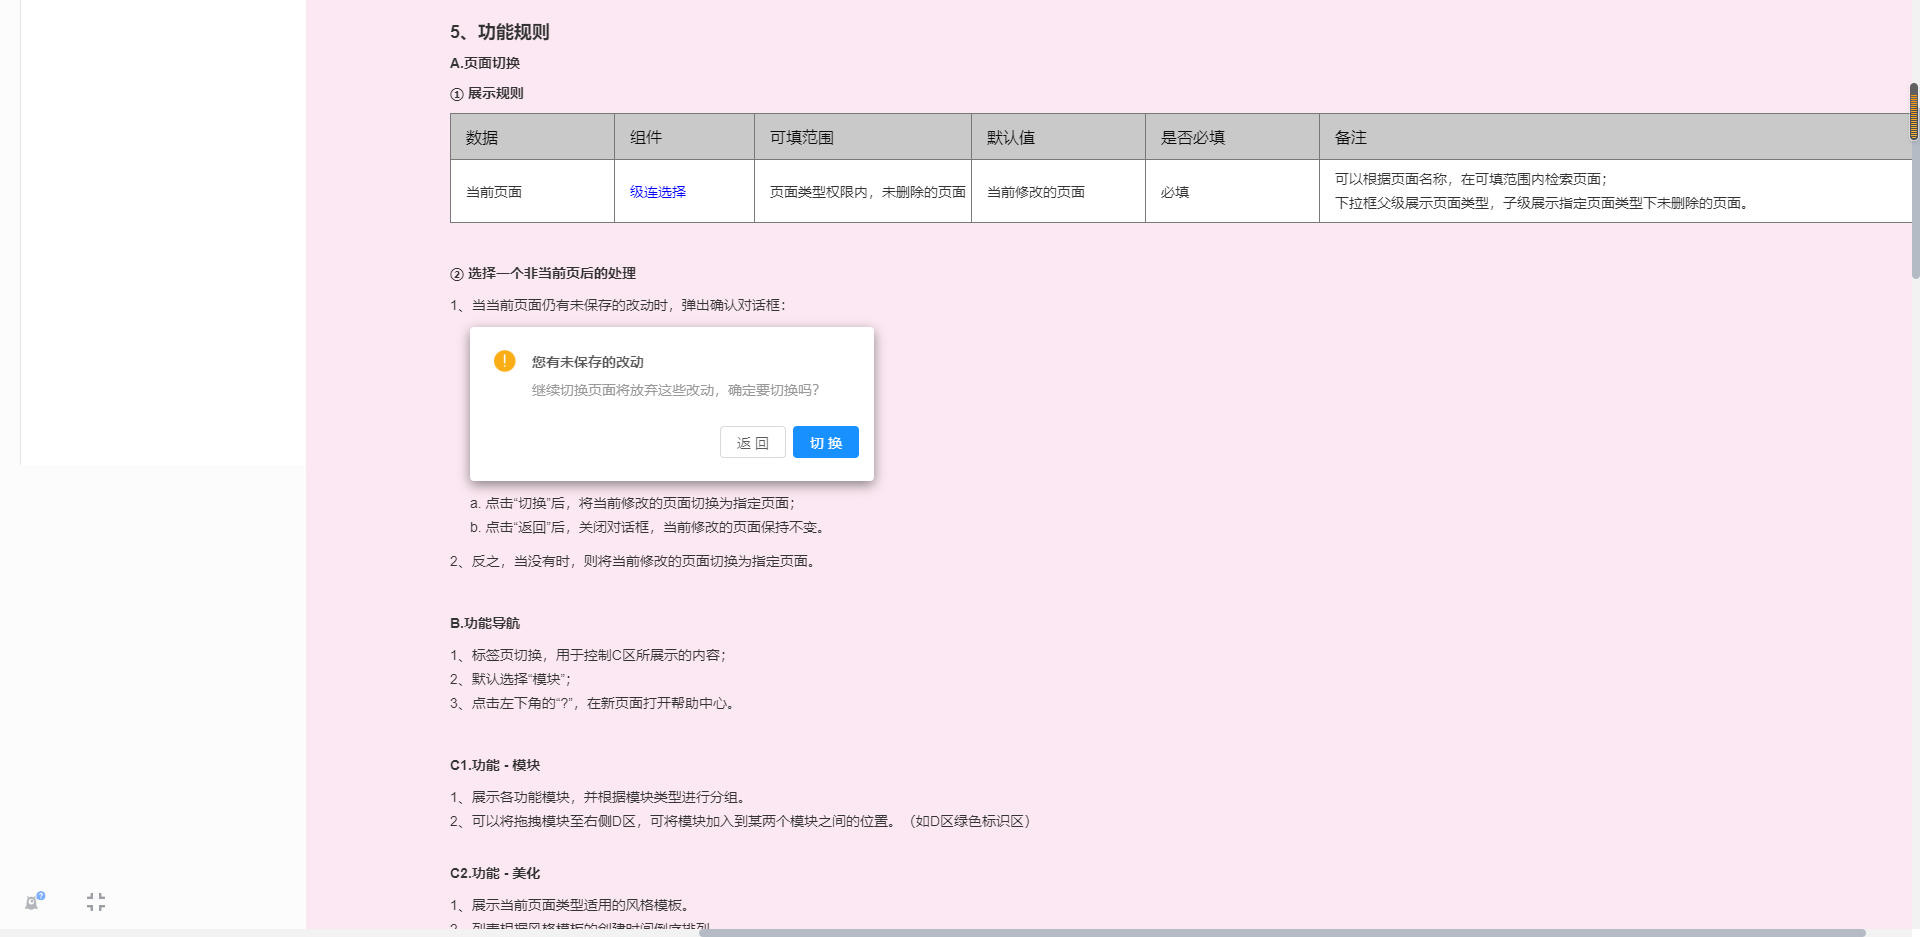 5、功能规则
A.页面切换
① 展示规则
数据 组件 可填范围 默认值 是否必填 备注
当前页面 级连选择 页面类型权限内，未删除的页面 当前修改的页面 必填 可以根据页面名称，在可填范围内检索页面；
下拉框父级展示页面类型，子级展示指定页面类型下未删除的页面。
② 选择一个非当前页后的处理
1、当当前页面仍有未保存的改动时，弹出确认对话框：
您有未保存的改动
继续切换页面将放弃这些改动，确定要切换吗？
返 回 切 换
a. 点击“切换”后，将当前修改的页面切换为指定页面；
b. 点击“返回”后，关闭对话框，当前修改的页面保持不变。
2、反之，当没有时，则将当前修改的页面切换为指定页面。
B.功能导航
1、标签页切换，用于控制C区所展示的内容；
2、默认选择“模块”；
3、点击左下角的“?”，在新页面打开帮助中心。
C1.功能 - 模块
1、展示各功能模块，并根据模块类型进行分组。
2、可以将拖拽模块至右侧D区，可将模块加入到某两个模块之间的位置。（如D区绿色标识区）
C2.功能 - 美化
1、展示当前页面类型适用的风格模板。
2、列表根据风格模板的创建时间倒序排列